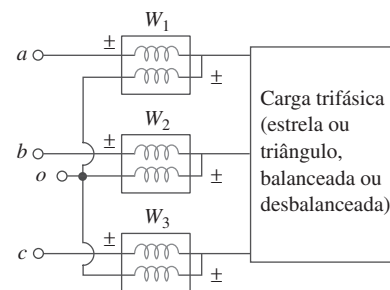 W₁
a
±
±
Carga trifásica
(estrela ou
triângulo,
balanceada ou
desbalanceada)
W₂
b
±
o
±
W₃
c
±
±